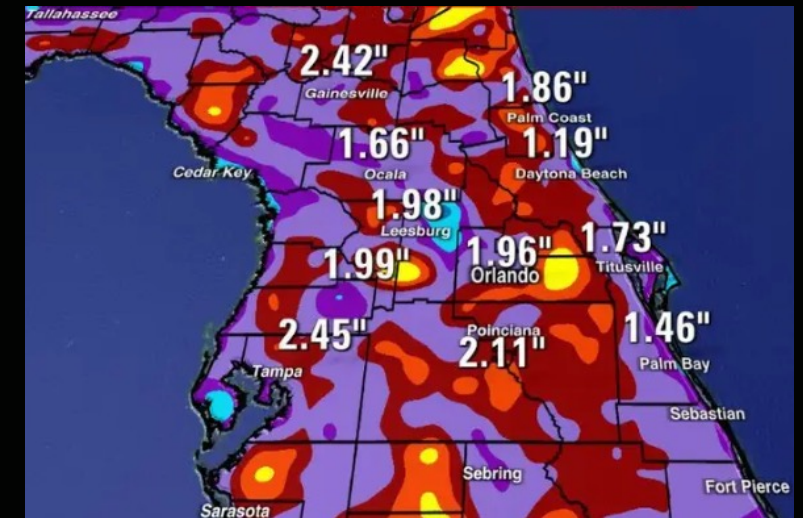 Tallahassee
2.42"
Gainesville
1.86"
Palm Coast
1.66"
Ocala
1.19"
Daytona Beach
Cedar Key
1.98"
Leesburg
1.99"
1.96"
Orlando
1.73"
Titusville
2.45"
Tampa
Poinciana
2.11"
1.46"
Palm Bay
Sebastian
Sebring
Fort Pierce
Sarasota